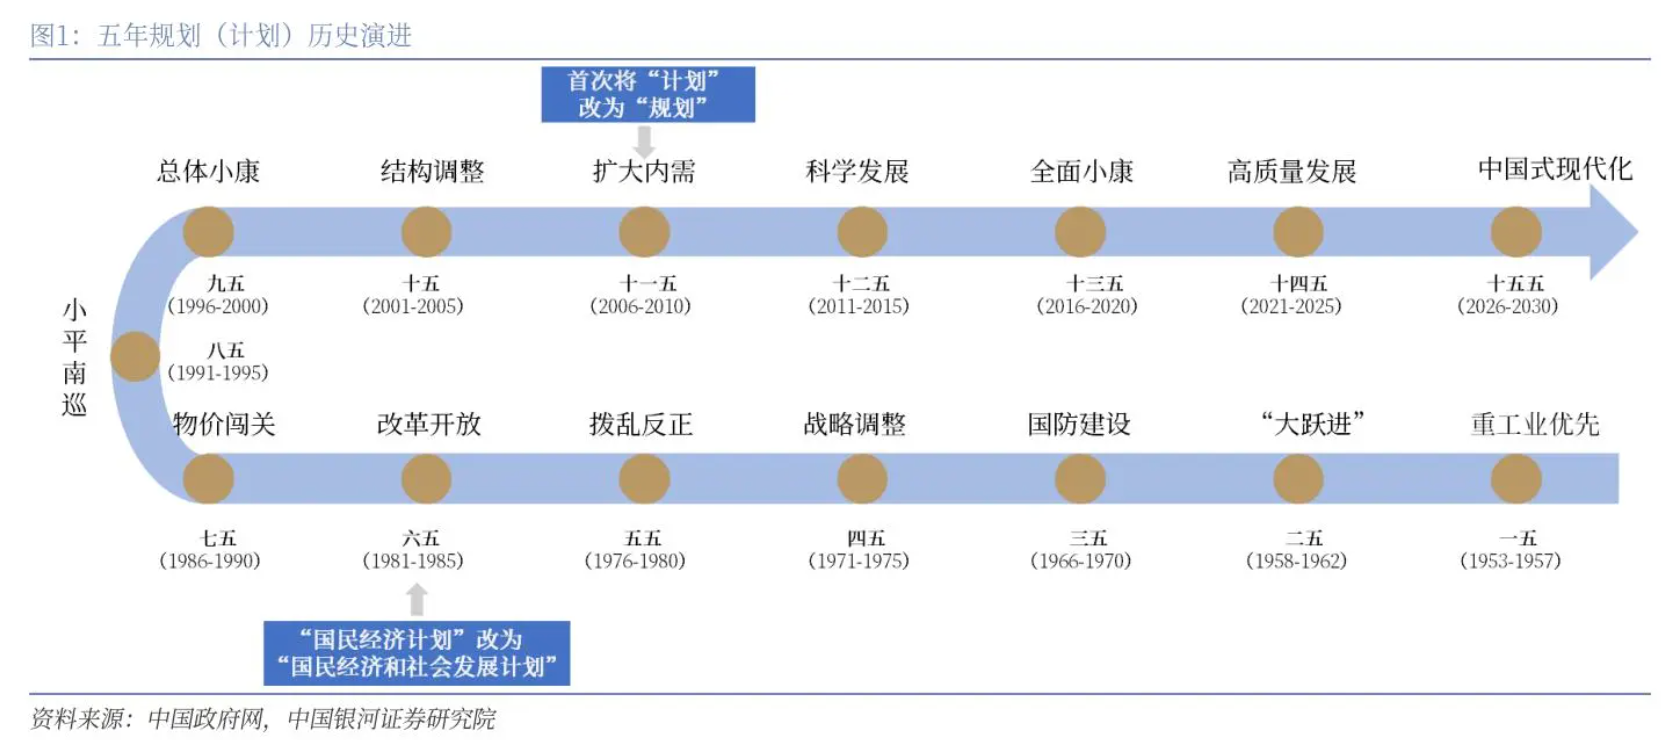 图1：五年规划（计划）历史演进
首次将“计划”
改为“规划”
总体小康
结构调整
扩大内需
科学发展
全面小康
高质量发展
中国式现代化
九五
（1996-2000）
十五
（2001-2005）
十一五
（2006-2010）
十二五
（2011-2015）
十三五
（2016-2020）
十四五
（2021-2025）
十五五
（2026-2030）
小
平
南
巡
八五
（1991-1995）
物价闯关
改革开放
拨乱反正
战略调整
国防建设
“大跃进”
重工业优先
七五
（1986-1990）
六五
（1981-1985）
五五
（1976-1980）
四五
（1971-1975）
三五
（1966-1970）
二五
（1958-1962）
一五
（1953-1957）
“国民经济计划”改为
“国民经济和社会发展计划”
资料来源：中国政府网，中国银河证券研究院